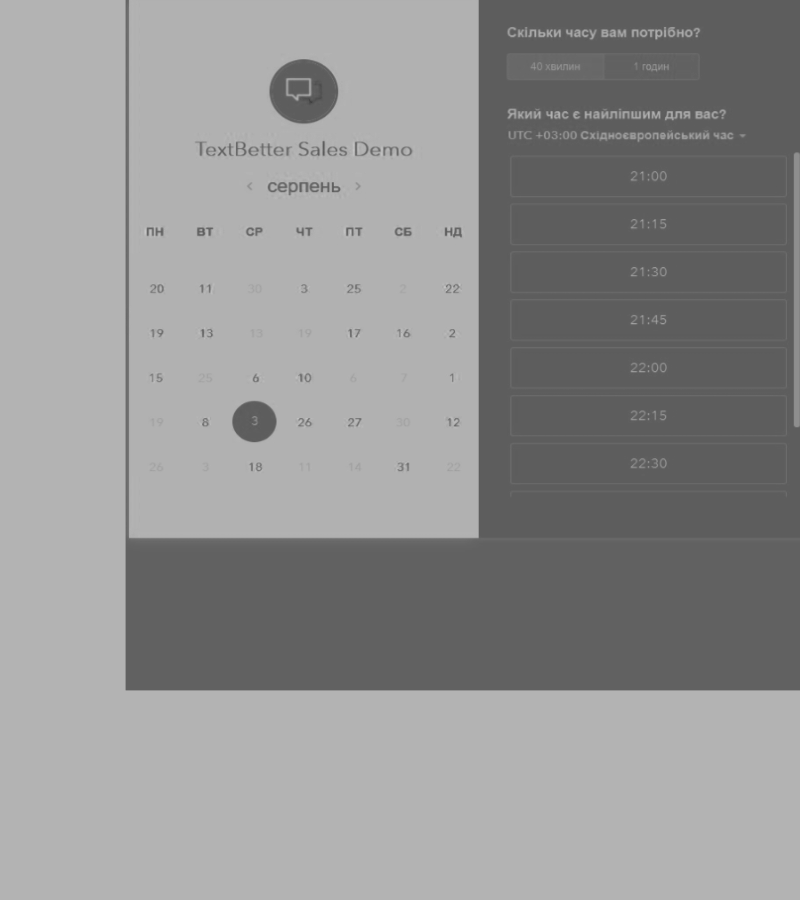 TextBetter Sales Demo
серпень
ПН ВТ СР ЧТ ПТ СБ НД
20 11 30 3 25 2 22
19 13 13 19 17 16 2
15 25 6 10 6 7 1
19 8 3 26 27 30 12
26 3 18 11 14 31 22
Скільки часу вам потрібно?
40 хвилин 1 годин
Який час є найліпшим для вас?
UTC +03:00 Східноєвропейський час
21:00
21:15
21:30
21:45
22:00
22:15
22:30